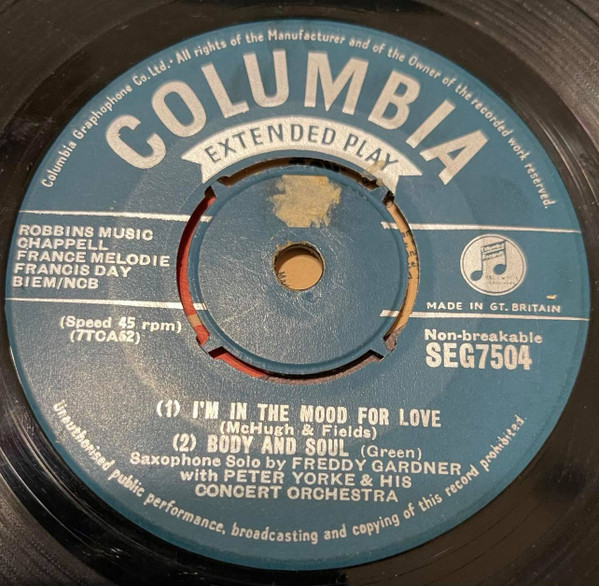 Columbia Graphophone Co. Ltd. · All rights of the Manufacturer and of the Owner of the recorded work reserved.
COLUMBIA
EXTENDED PLAY
ROBBINS MUSIC
CHAPPELL
FRANCE MELODIE
FRANCIS DAY
BIEM/NCB
MADE IN GT. BRITAIN
(Speed 45 rpm)
(7TCA62)
Non-breakable
SEG7504
(1) I'M IN THE MOOD FOR LOVE
(McHugh & Fields)
(2) BODY AND SOUL (Green)
Saxophone Solo by FREDDY GARDNER
with PETER YORKE & HIS
CONCERT ORCHESTRA
Unauthorised public performance, broadcasting and copying of this record prohibited.